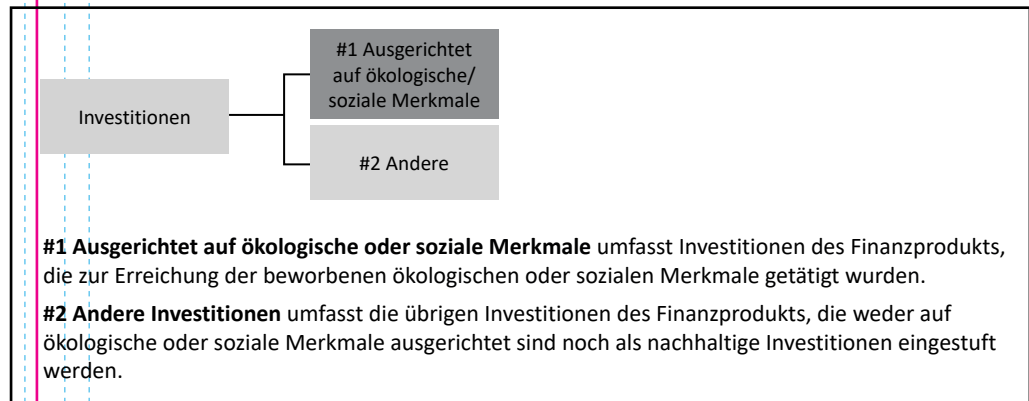 #1 Ausgerichtet
auf ökologische/
soziale Merkmale
Investitionen
#2 Andere
#1 Ausgerichtet auf ökologische oder soziale Merkmale umfasst Investitionen des Finanzprodukts,
die zur Erreichung der beworbenen ökologischen oder sozialen Merkmale getätigt wurden.
#2 Andere Investitionen umfasst die übrigen Investitionen des Finanzprodukts, die weder auf
ökologische oder soziale Merkmale ausgerichtet sind noch als nachhaltige Investitionen eingestuft
werden.